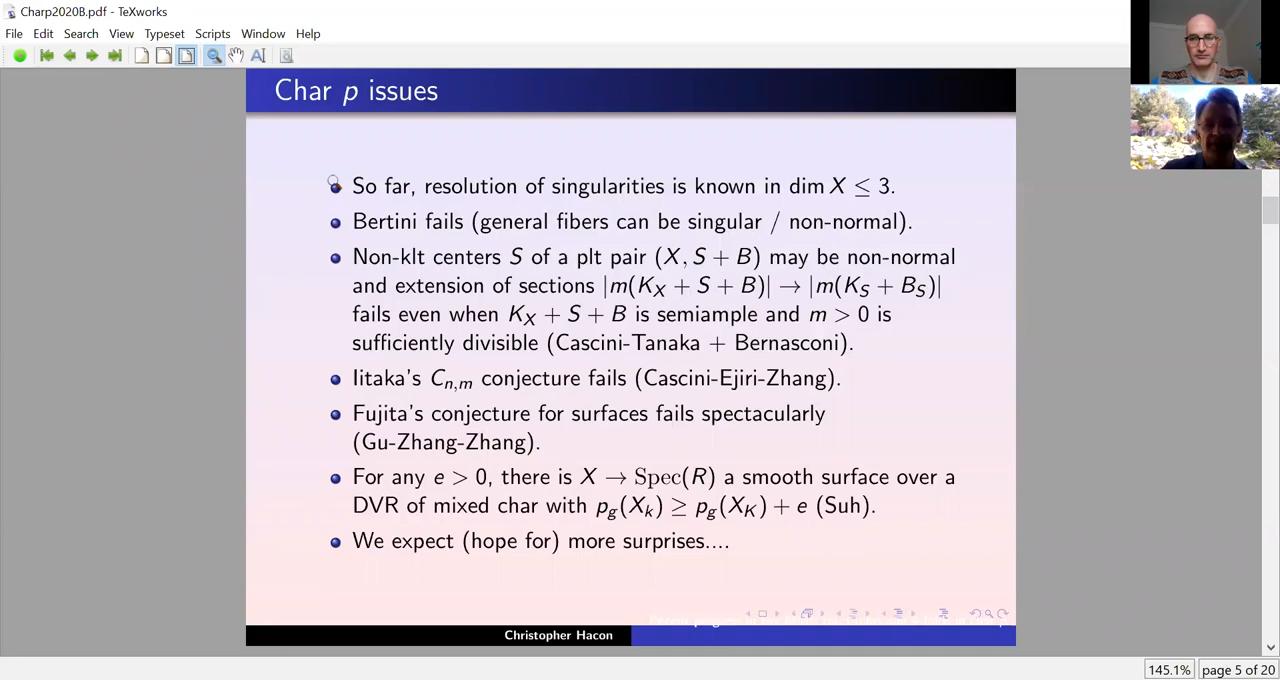 Charp2020B.pdf - TeXworks
File Edit Search View Typeset Scripts Window Help
Char p issues
So far, resolution of singularities is known in dim X ≤ 3.
Bertini fails (general fibers can be singular / non-normal).
Non-klt centers S of a plt pair (X, S + B) may be non-normal
and extension of sections |m(K_X + S + B)| → |m(K_S + B_S)|
fails even when K_X + S + B is semiample and m > 0 is
sufficiently divisible (Cascini-Tanaka + Bernasconi).
Iitaka's C_{n,m} conjecture fails (Cascini-Ejiri-Zhang).
Fujita's conjecture for surfaces fails spectacularly
(Gu-Zhang-Zhang).
For any e > 0, there is X → Spec(R) a smooth surface over a
DVR of mixed char with p_g(X_k) ≥ p_g(X_K) + e (Suh).
We expect (hope for) more surprises....
Christopher Hacon
145.1% page 5 of 20